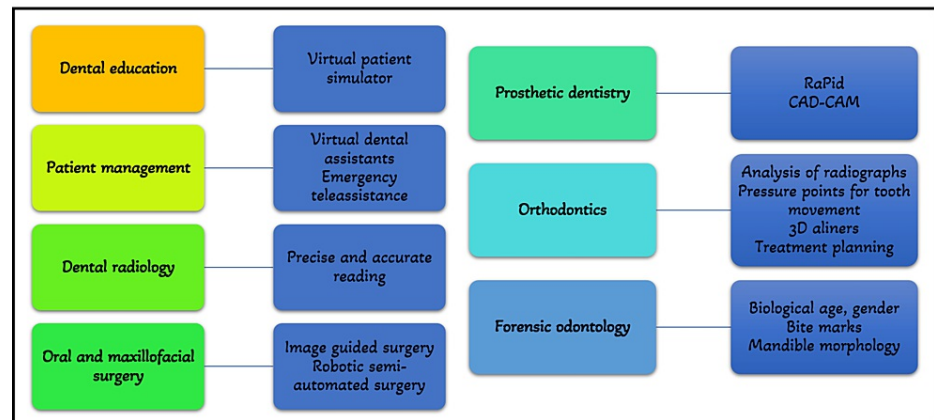 Dental education
Virtual patient
simulator
Patient management
Virtual dental
assistants
Emergency
teleassistance
Dental radiology
Precise and accurate
reading
Oral and maxillofacial
surgery
Image guided surgery
Robotic semi-
automated surgery
Prosthetic dentistry
RaPid
CAD-CAM
Orthodontics
Analysis of radiographs
Pressure points for tooth
movement
3D aliners
Treatment planning
Forensic odontology
Biological age, gender
Bite marks
Mandible morphology